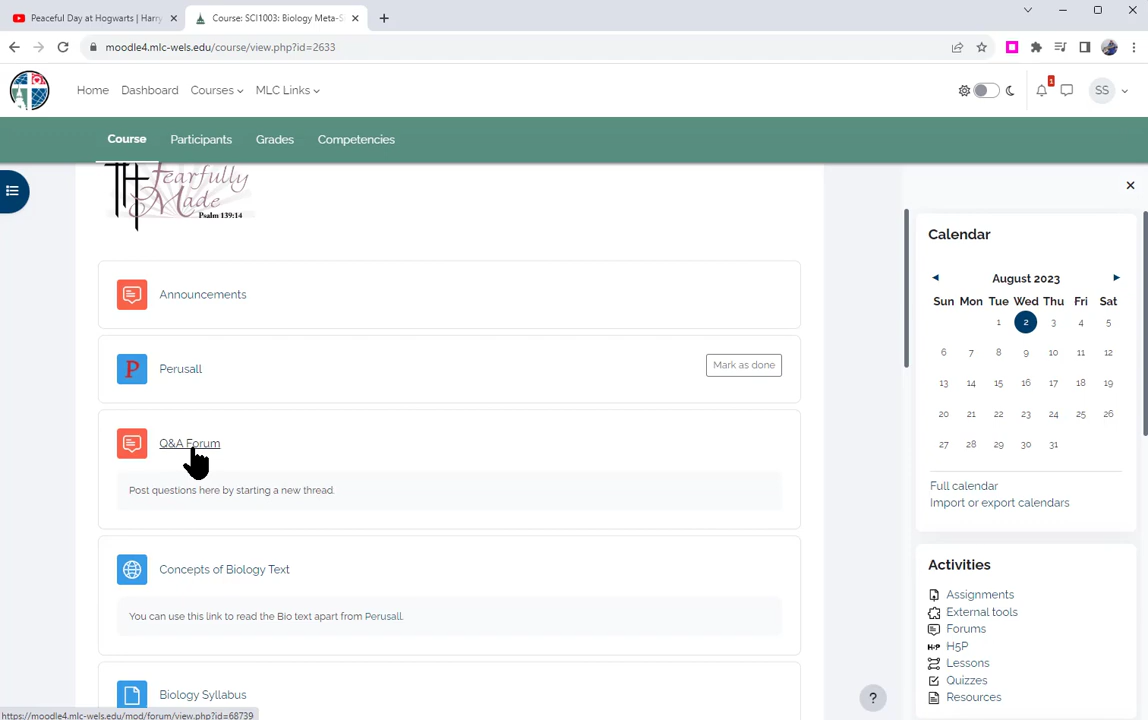 Peaceful Day at Hogwarts | Harry
Course: SCI1003: Biology Meta-S
moodle4.mlc-wels.edu/course/view.php?id=2633
Home
Dashboard
Courses
MLC Links
1
SS
Course
Participants
Grades
Competencies
Fearfully
Made
Psalm 139:14
Announcements
P
Perusall
Mark as done
Q&A Forum
Post questions here by starting a new thread.
Concepts of Biology Text
You can use this link to read the Bio text apart from Perusall.
Biology Syllabus
https://moodle4.mlc-wels.edu/mod/forum/view.php?id=68739
Calendar
August 2023
Sun Mon Tue Wed Thu Fri Sat
1 2 3 4 5
6 7 8 9 10 11 12
13 14 15 16 17 18 19
20 21 22 23 24 25 26
27 28 29 30 31
Full calendar
Import or export calendars
Activities
Assignments
External tools
Forums
H-P H5P
Lessons
Quizzes
Resources
?